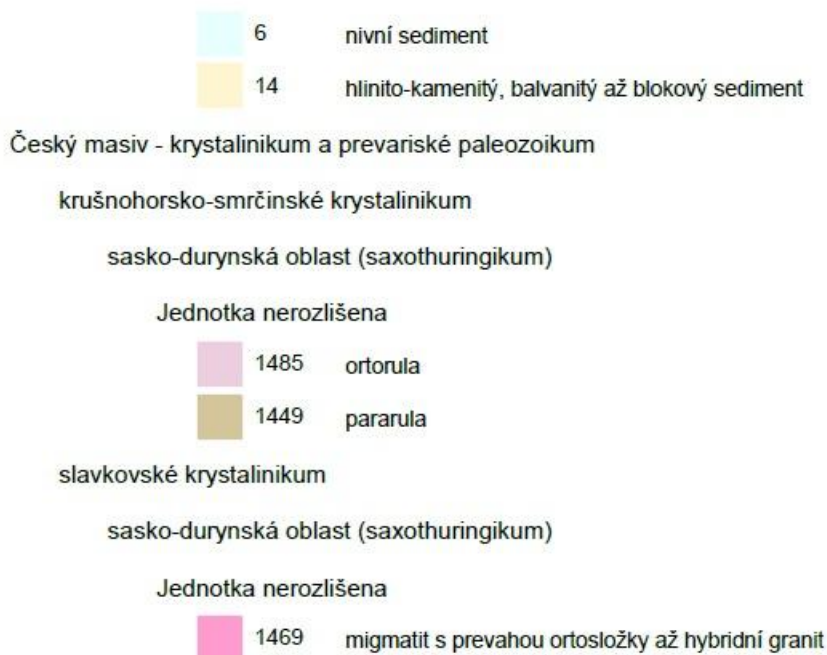 6 nivní sediment
14 hlinito-kamenitý, balvanitý až blokový sediment
Český masiv - krystalinikum a prevariské paleozoikum
krušnohorsko-smrčinské krystalinikum
sasko-durynská oblast (saxothuringikum)
Jednotka nerozlišena
1485 ortorula
1449 pararula
slavkovské krystalinikum
sasko-durynská oblast (saxothuringikum)
Jednotka nerozlišena
1469 migmatit s prevahou ortosložky až hybridní granit